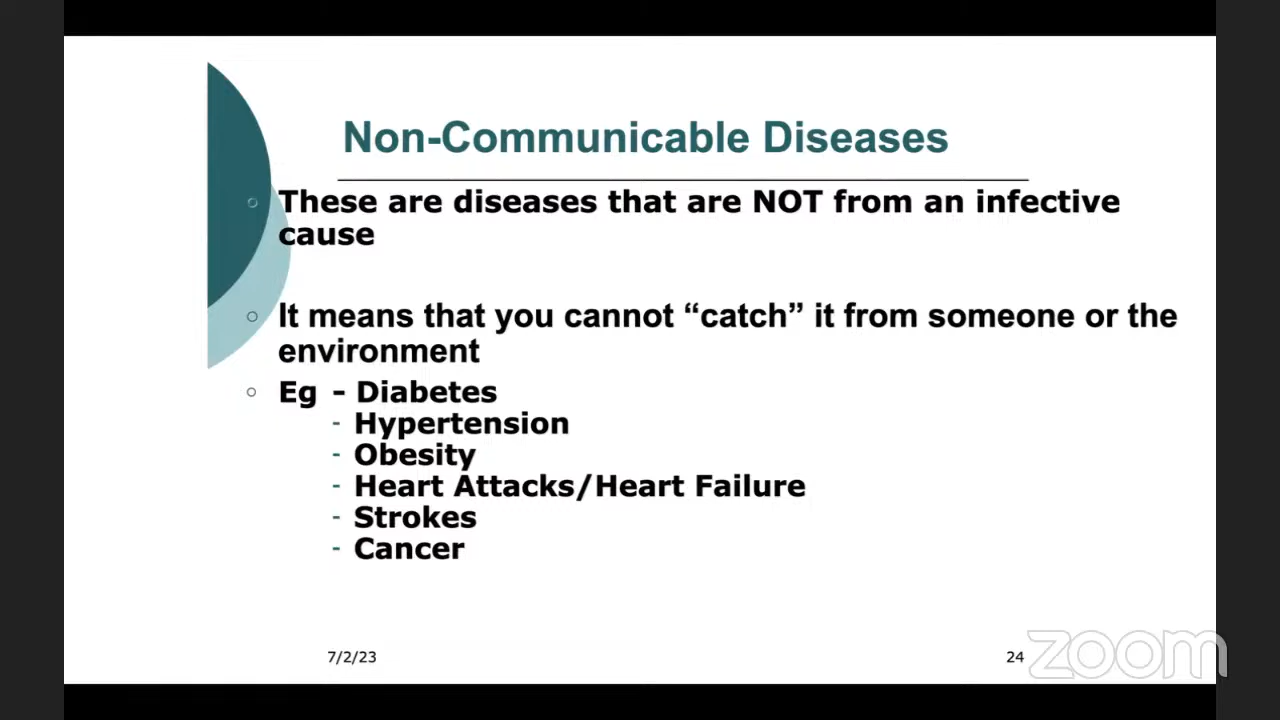 Non-Communicable Diseases
These are diseases that are NOT from an infective
cause
It means that you cannot “catch” it from someone or the
environment
Eg - Diabetes
- Hypertension
- Obesity
- Heart Attacks/Heart Failure
- Strokes
- Cancer
7/2/23
24
zoom